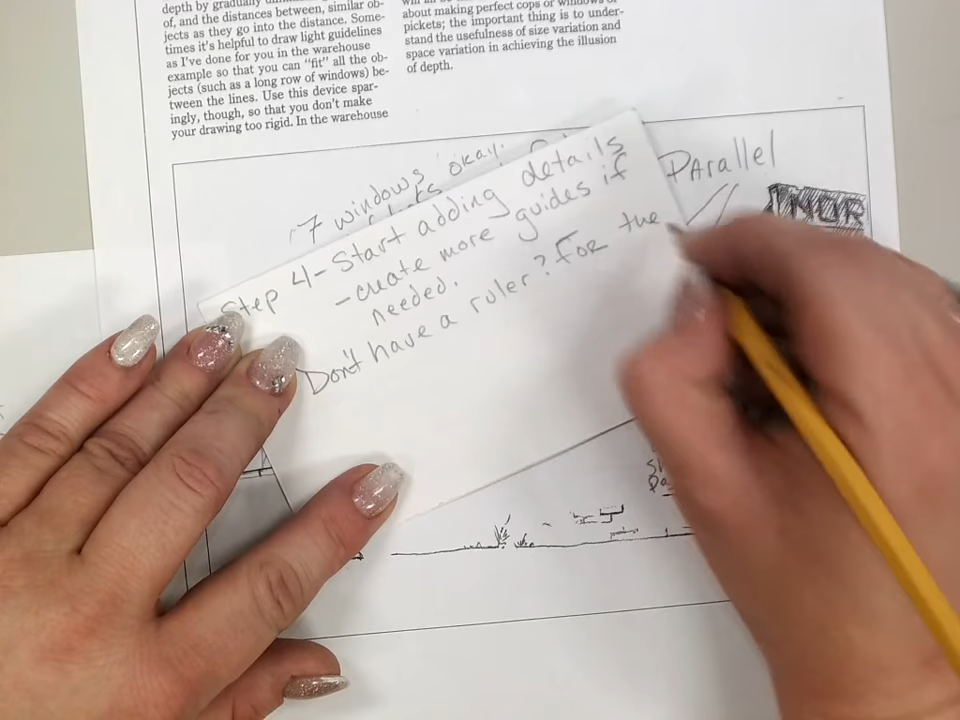 depth by gradually
of, and the distances between, similar ob-
jects as they go into the distance. Some-
times it's helpful to draw light guidelines
as I've done for you in the warehouse
example so that you can "fit" all the ob-
jects (such as a long row of windows) be-
tween the lines. Use this device spar-
ingly, though, so that you don't make
your drawing too rigid. In the warehouse
about making perfect cops or windows or
pickets; the important thing is to under-
stand the usefulness of size variation and
space variation in achieving the illusion
of depth.
7 windows okay.
Parallel
Step 4 - Start adding details
- create more guides if
needed.
Don't have a ruler? For the